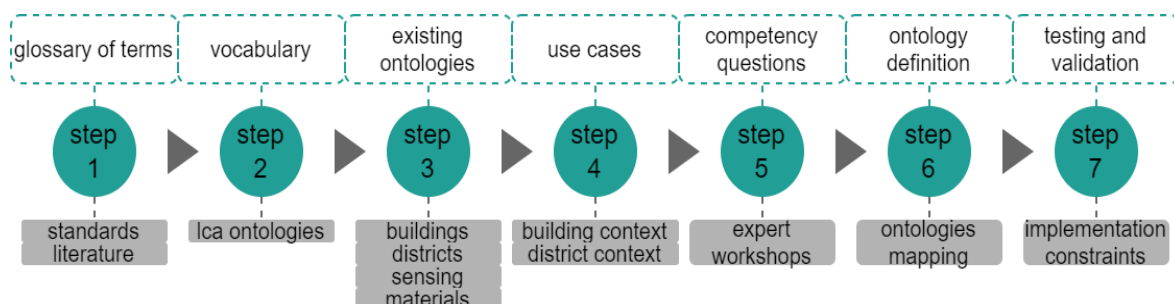 glossary of terms
vocabulary
existing
ontologies
use cases
competency
questions
ontology
definition
testing and
validation
step
1
step
2
step
3
step
4
step
5
step
6
step
7
standards
literature
lca ontologies
buildings
districts
sensing
materials
building context
district context
expert
workshops
ontologies
mapping
implementation
constraints